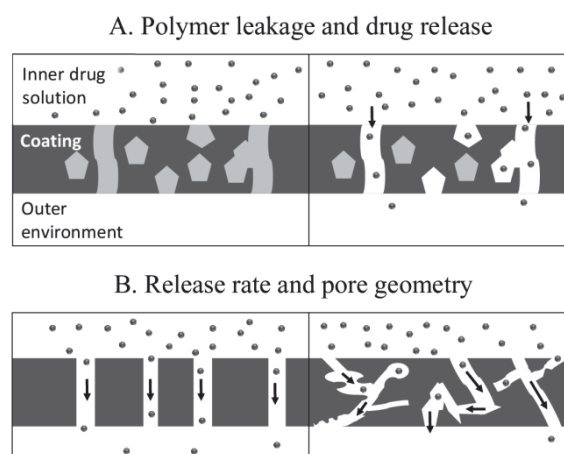 A. Polymer leakage and drug release
Inner drug
solution
Coating
Outer
environment
B. Release rate and pore geometry